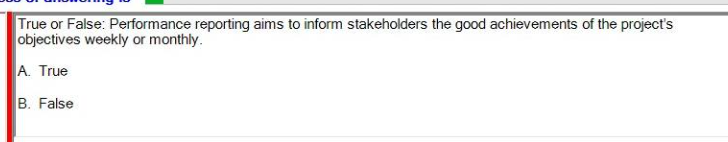 True or False: Performance reporting aims to inform stakeholders the good achievements of the project's
objectives weekly or monthly.
A. True
B. False